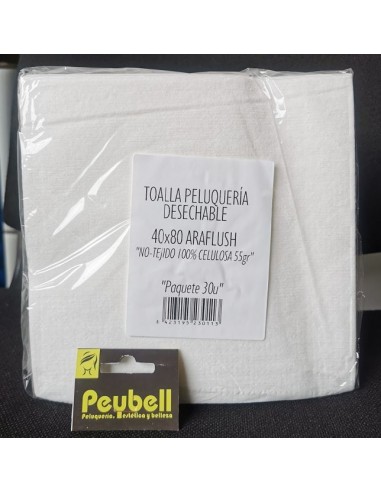 TOALLA PELUQUERÍA
DESECHABLE
40x80 ARAFLUSH
"NO-TEJIDO 100% CELULOSA 55gr"
"Paquete 30u"
Peubell
Peluquería, estética y belleza